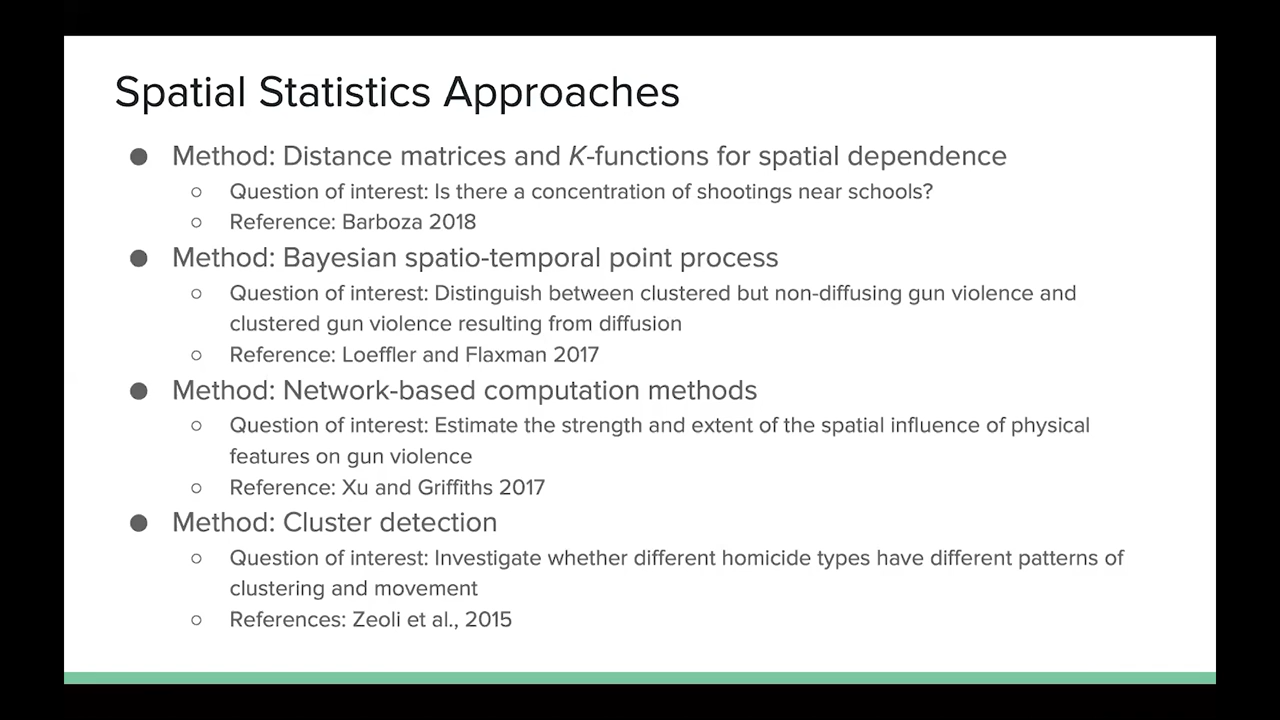 Spatial Statistics Approaches
● Method: Distance matrices and K-functions for spatial dependence
○ Question of interest: Is there a concentration of shootings near schools?
○ Reference: Barboza 2018
● Method: Bayesian spatio-temporal point process
○ Question of interest: Distinguish between clustered but non-diffusing gun violence and
clustered gun violence resulting from diffusion
○ Reference: Loeffler and Flaxman 2017
● Method: Network-based computation methods
○ Question of interest: Estimate the strength and extent of the spatial influence of physical
features on gun violence
○ Reference: Xu and Griffiths 2017
● Method: Cluster detection
○ Question of interest: Investigate whether different homicide types have different patterns of
clustering and movement
○ References: Zeoli et al., 2015